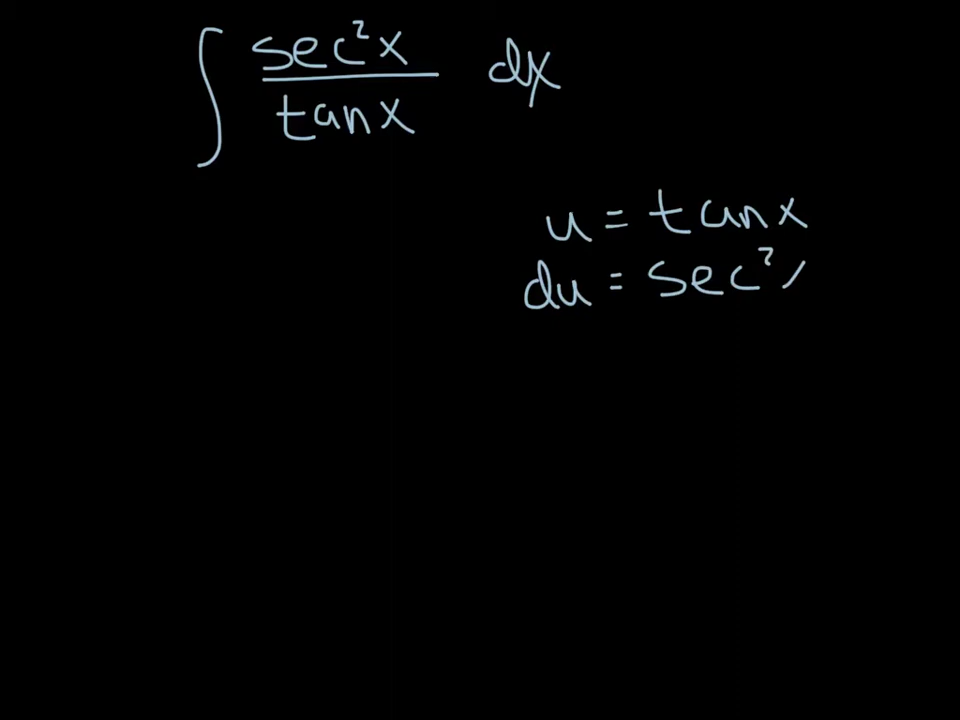 ∫ sec²x / tanx dx
u = tanx
du = sec²